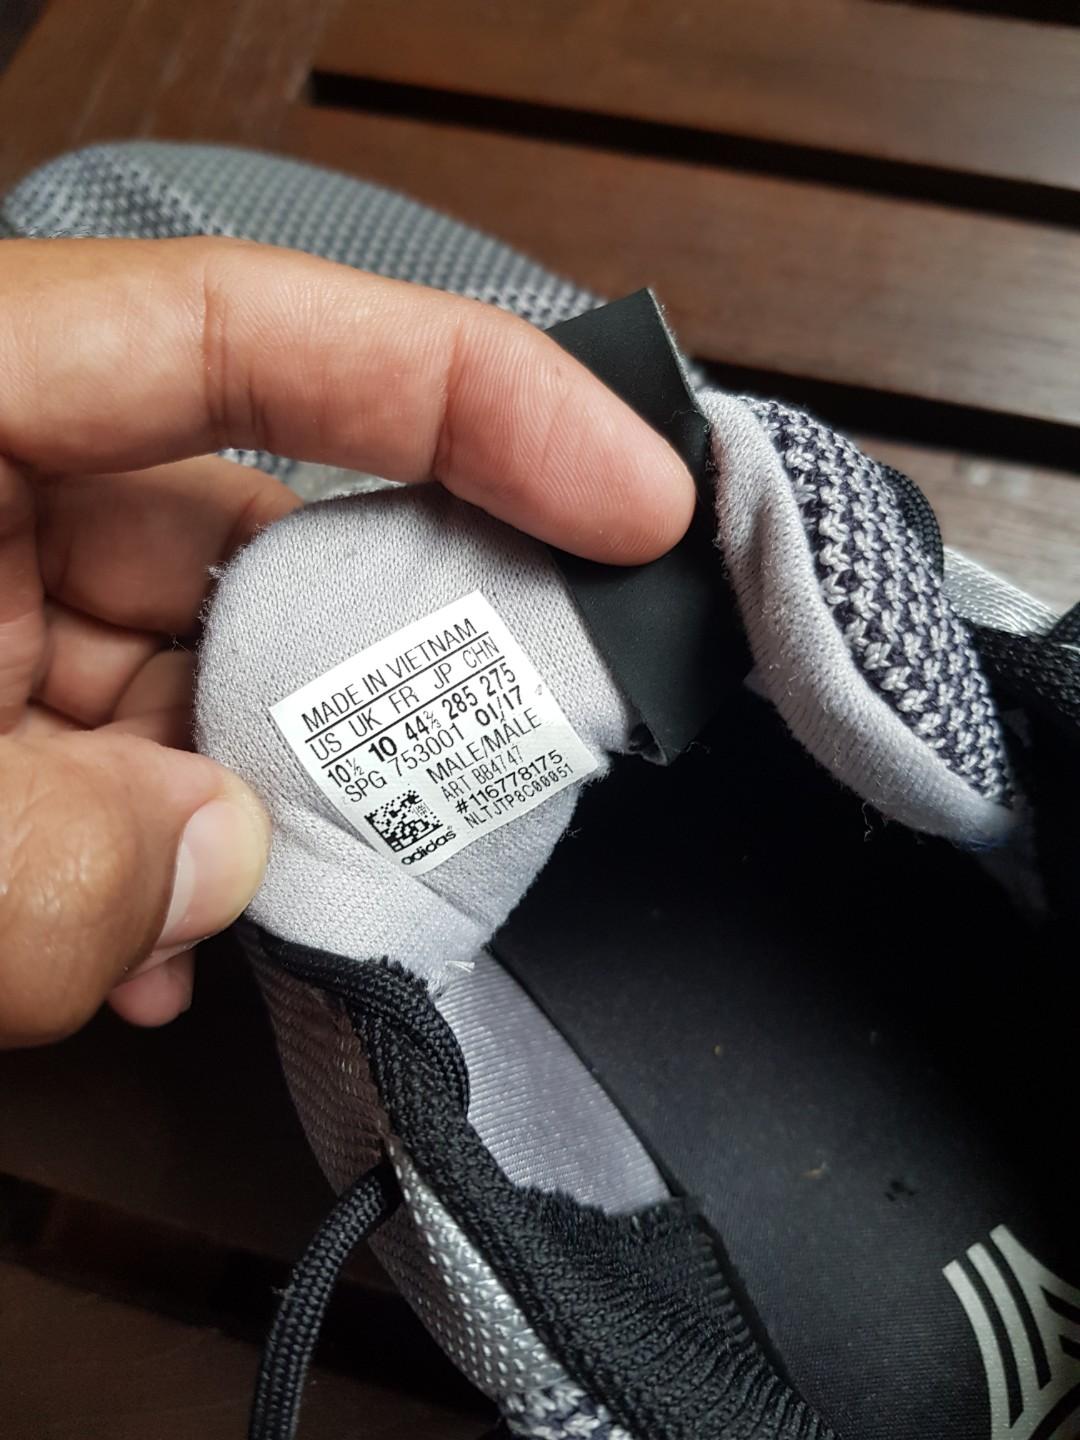 MADE IN VIETNAM
US UK FR JP CHN
10½ 10 44⅔ 285 275
SPG 753001 01/17
MALE/MALE
ART BB4747
#116778175
NLTJTP8C00051
adidas